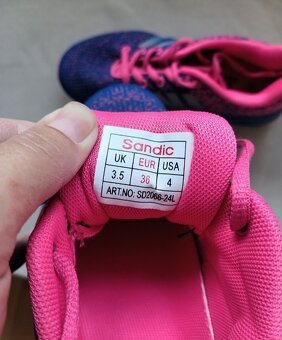 Sandic
UK EUR USA
3.5 36 4
ART.NO: SD2066-24L